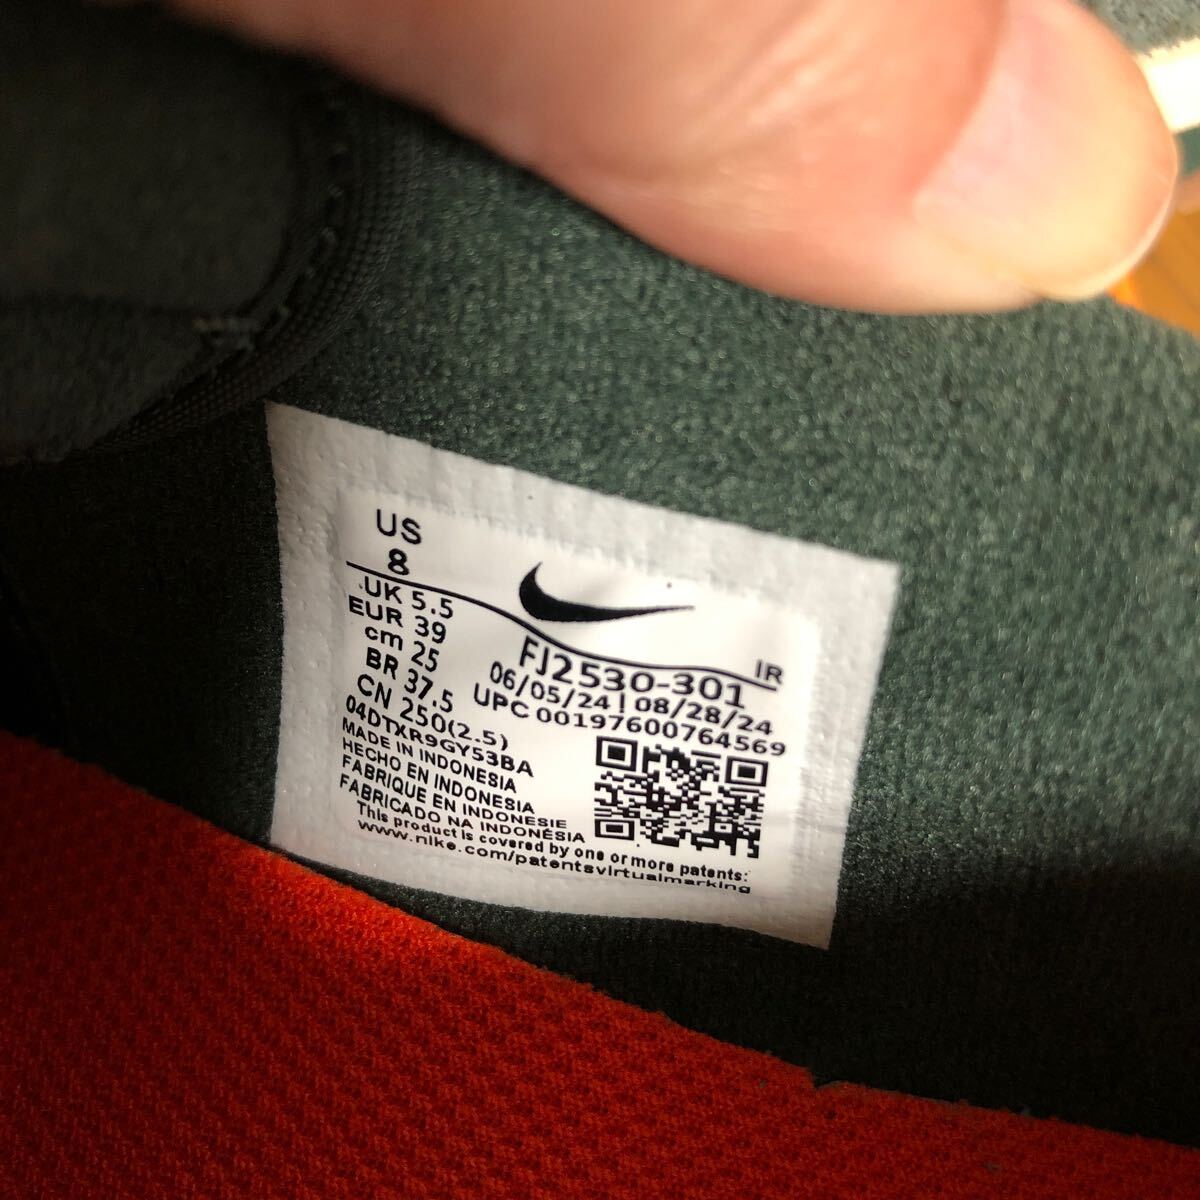 US
8
UK 5.5
EUR 39
cm 25
BR 37.5
CN 250(2.5)
04DTXR9GY53BA
MADE IN INDONESIA
HECHO EN INDONESIA
FABRIQUE EN INDONESIE
FABRICADO NA INDONÉSIA
This product is covered by one or more patents:
www.nike.com/patentsvirtualmarking
IR
FJ2530-301
06/05/24 | 08/28/24
UPC 00197600764569